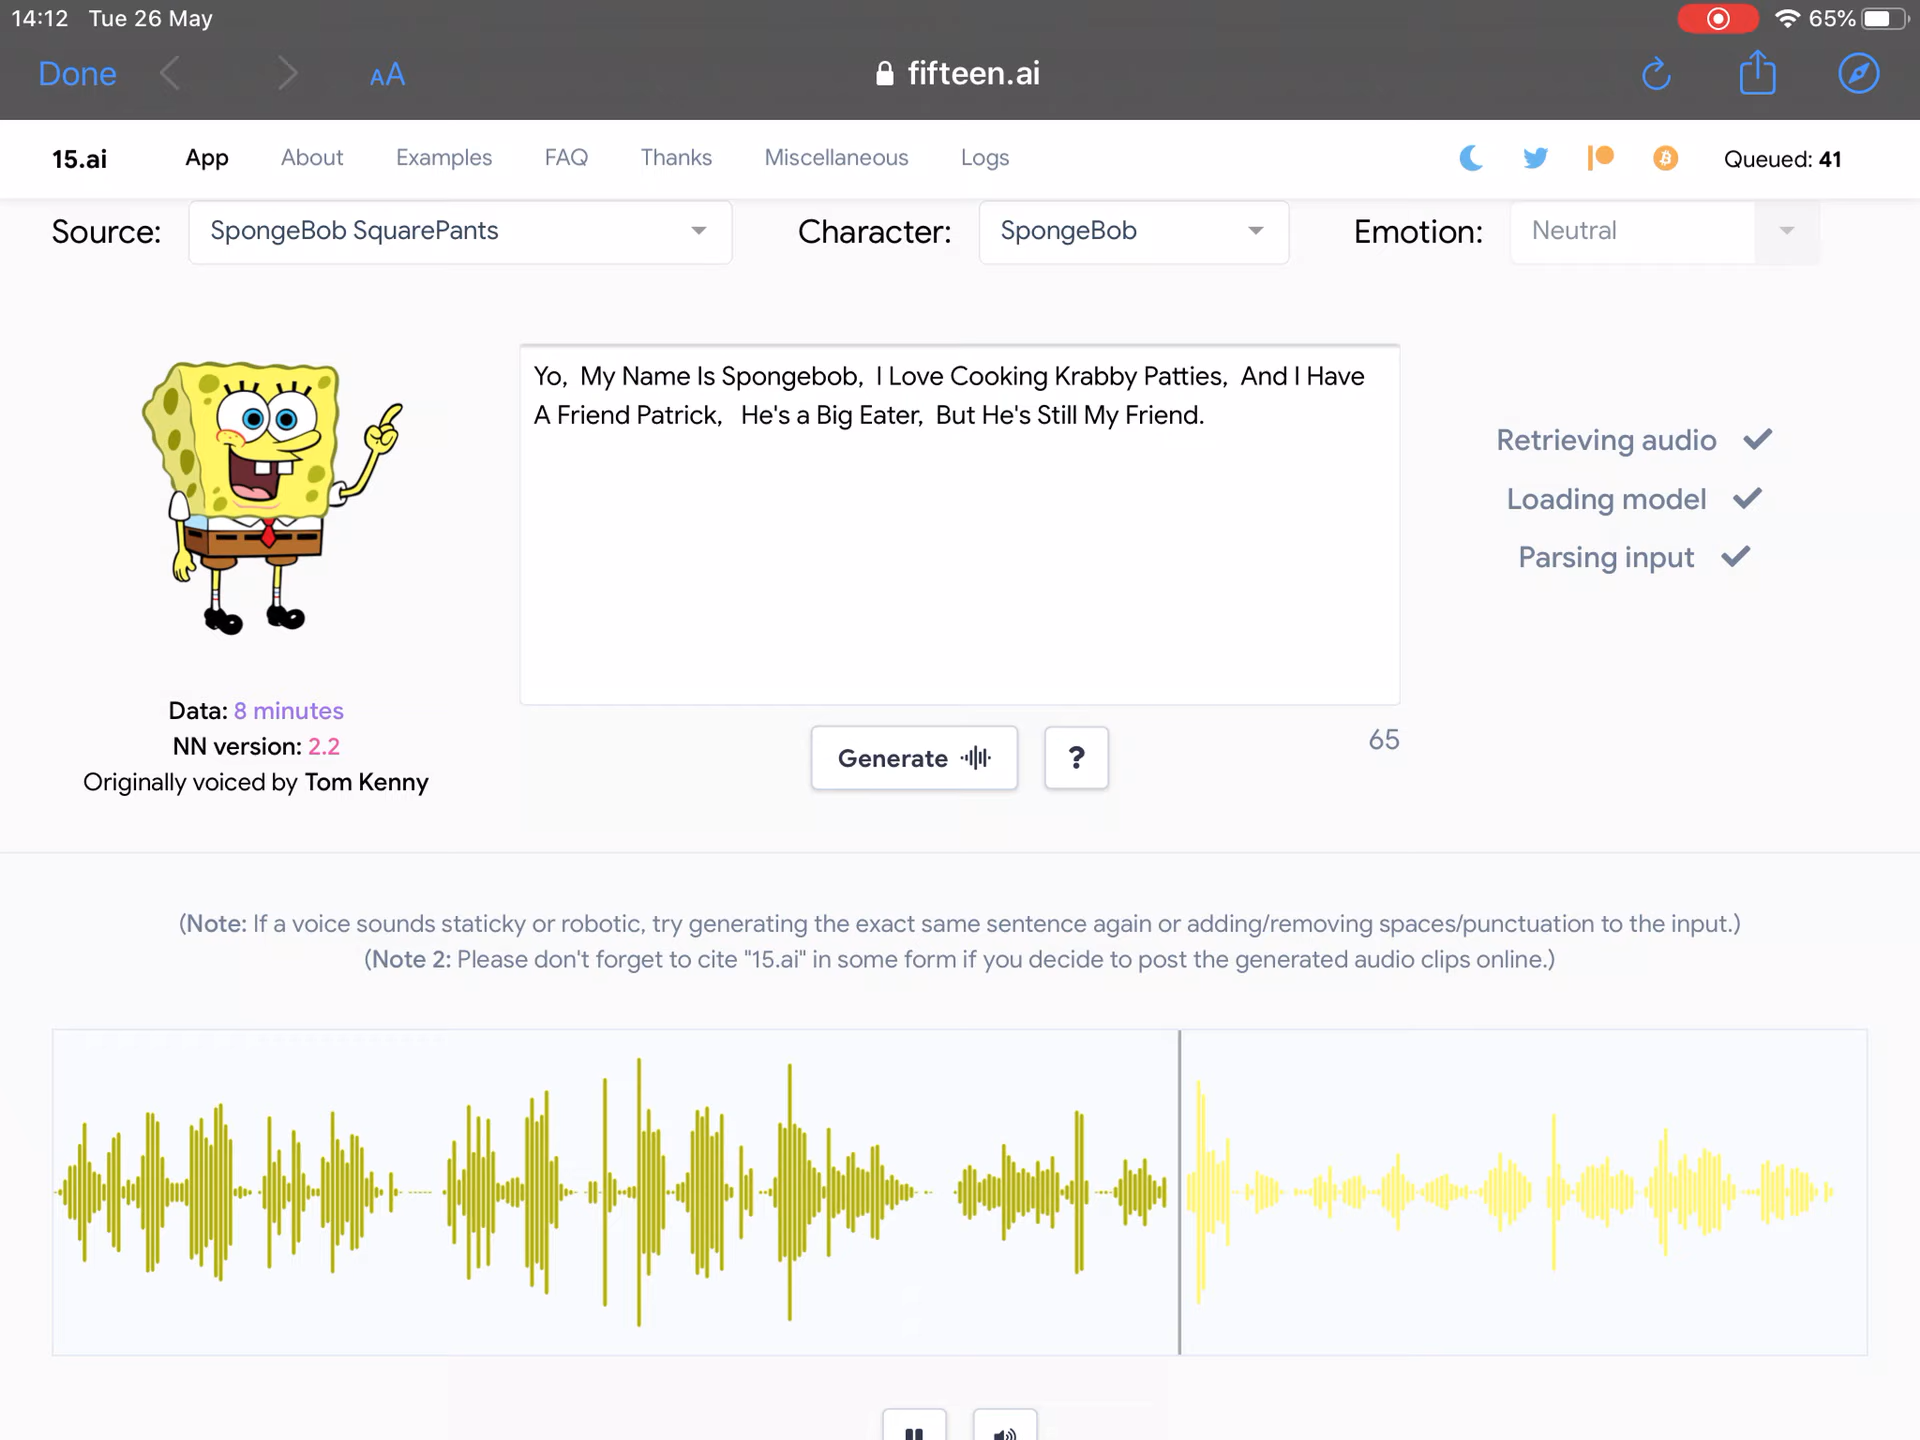 14:12 Tue 26 May 65%
Done AA fifteen.ai
15.ai App About Examples FAQ Thanks Miscellaneous Logs Queued: 41
Source: SpongeBob SquarePants Character: SpongeBob Emotion: Neutral
Yo, My Name Is Spongebob, I Love Cooking Krabby Patties, And I Have
A Friend Patrick, He's a Big Eater, But He's Still My Friend.
Retrieving audio
Loading model
Parsing input
Data: 8 minutes
NN version: 2.2
Originally voiced by Tom Kenny
65
Generate ?
(Note: If a voice sounds staticky or robotic, try generating the exact same sentence again or adding/removing spaces/punctuation to the input.)
(Note 2: Please don't forget to cite "15.ai" in some form if you decide to post the generated audio clips online.)